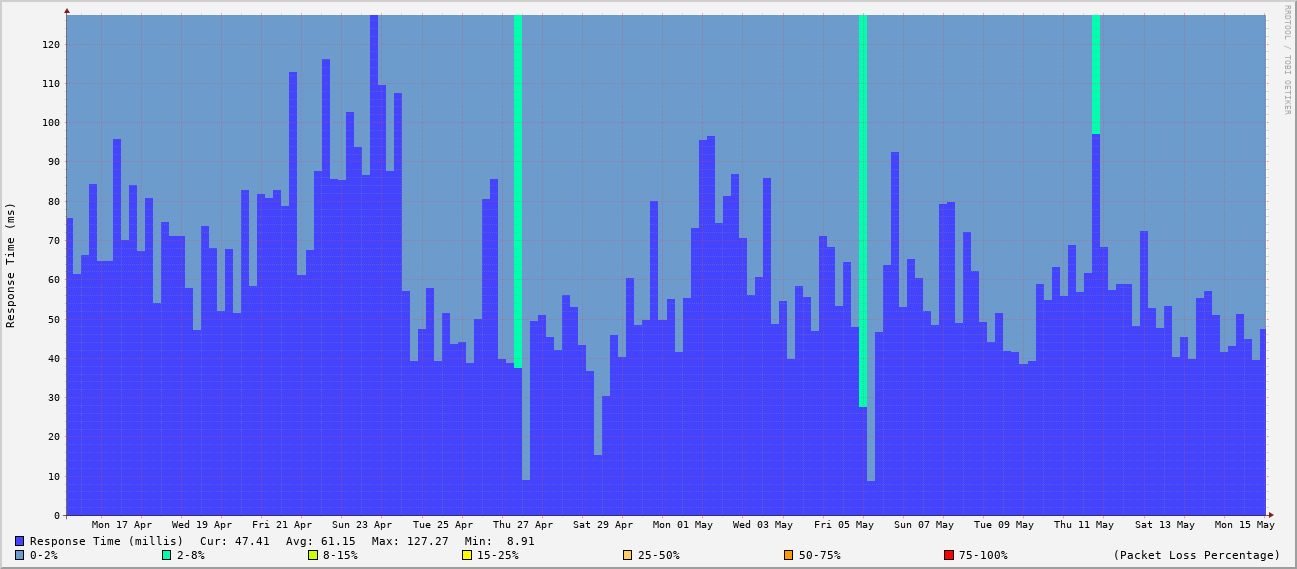 RRDTOOL / TOBI OETIKER
Response Time (ms)
120
110
100
90
80
70
60
50
40
30
20
10
0
Mon 17 Apr Wed 19 Apr Fri 21 Apr Sun 23 Apr Tue 25 Apr Thu 27 Apr Sat 29 Apr Mon 01 May Wed 03 May Fri 05 May Sun 07 May Tue 09 May Thu 11 May Sat 13 May Mon 15 May
Response Time (millis) Cur: 47.41 Avg: 61.15 Max: 127.27 Min: 8.91
0-2% 2-8% 8-15% 15-25% 25-50% 50-75% 75-100% (Packet Loss Percentage)